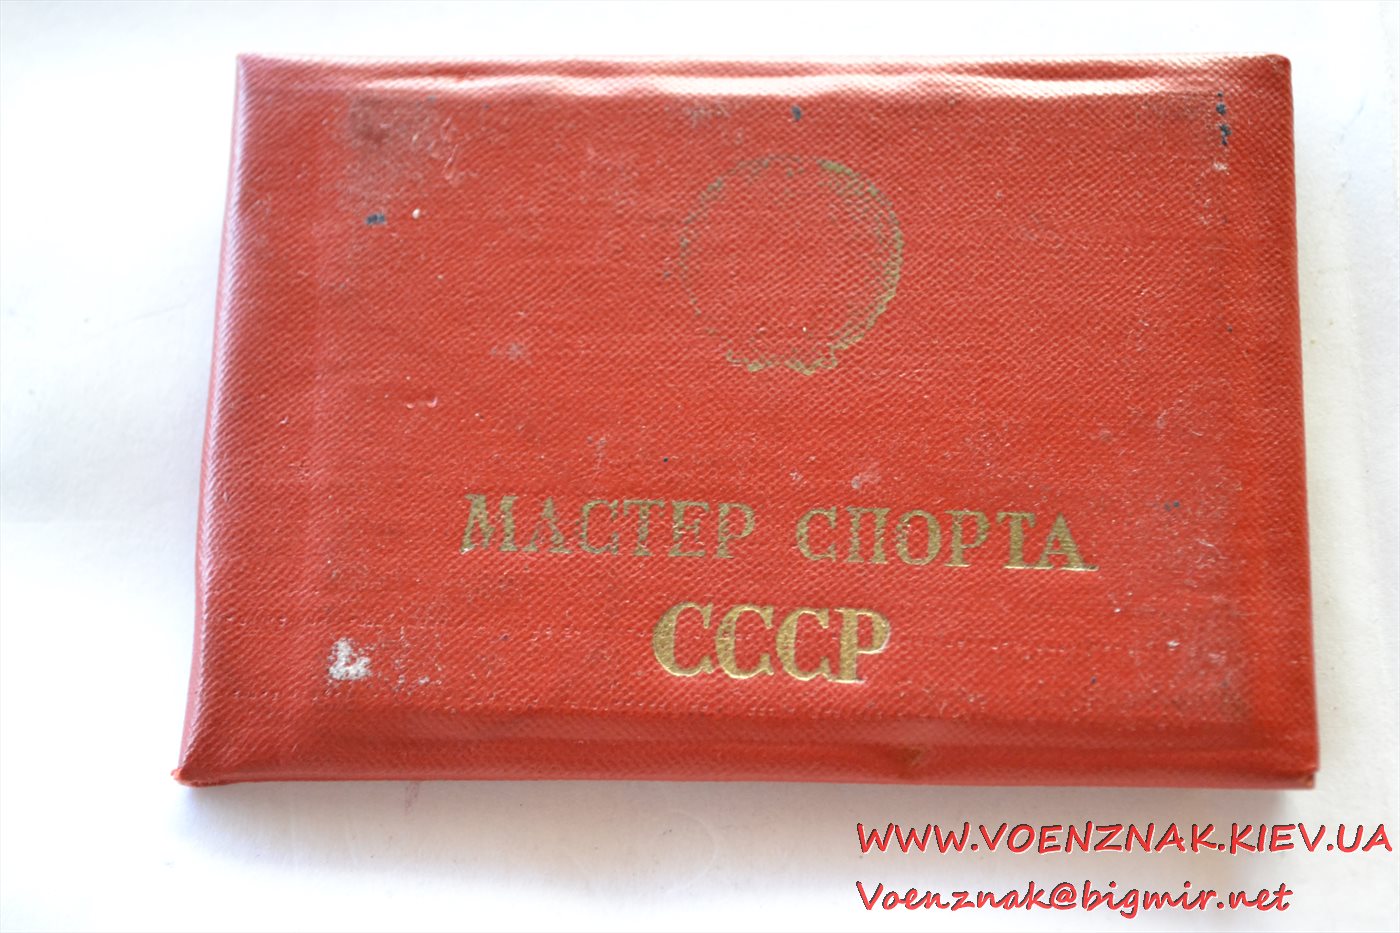 МАСТЕР СПОРТА
СССР
WWW.VOENZNAK.KIEV.UA
Voenznak@bigmir.net